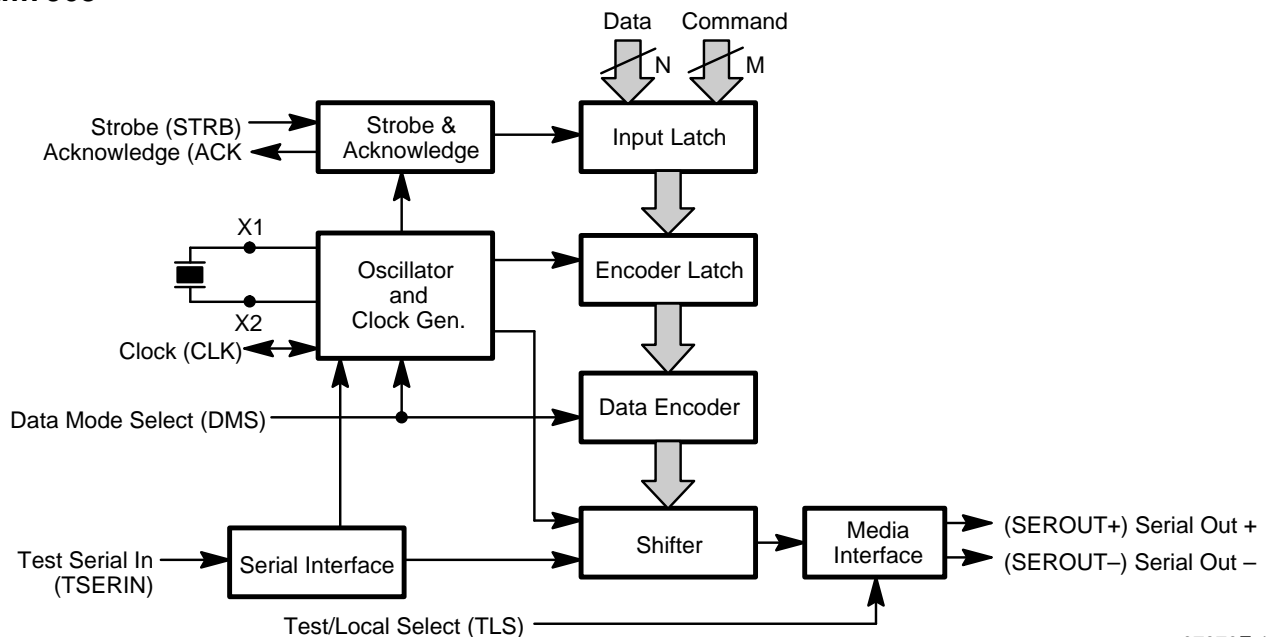 Data Command
N M
Strobe (STRB)
Acknowledge (ACK
Strobe &
Acknowledge
Input Latch
X1
X2
Oscillator
and
Clock Gen.
Encoder Latch
Clock (CLK)
Data Mode Select (DMS)
Data Encoder
Test Serial In
(TSERIN)
Serial Interface
Shifter
Media
Interface
(SEROUT+) Serial Out +
(SEROUT–) Serial Out –
Test/Local Select (TLS)